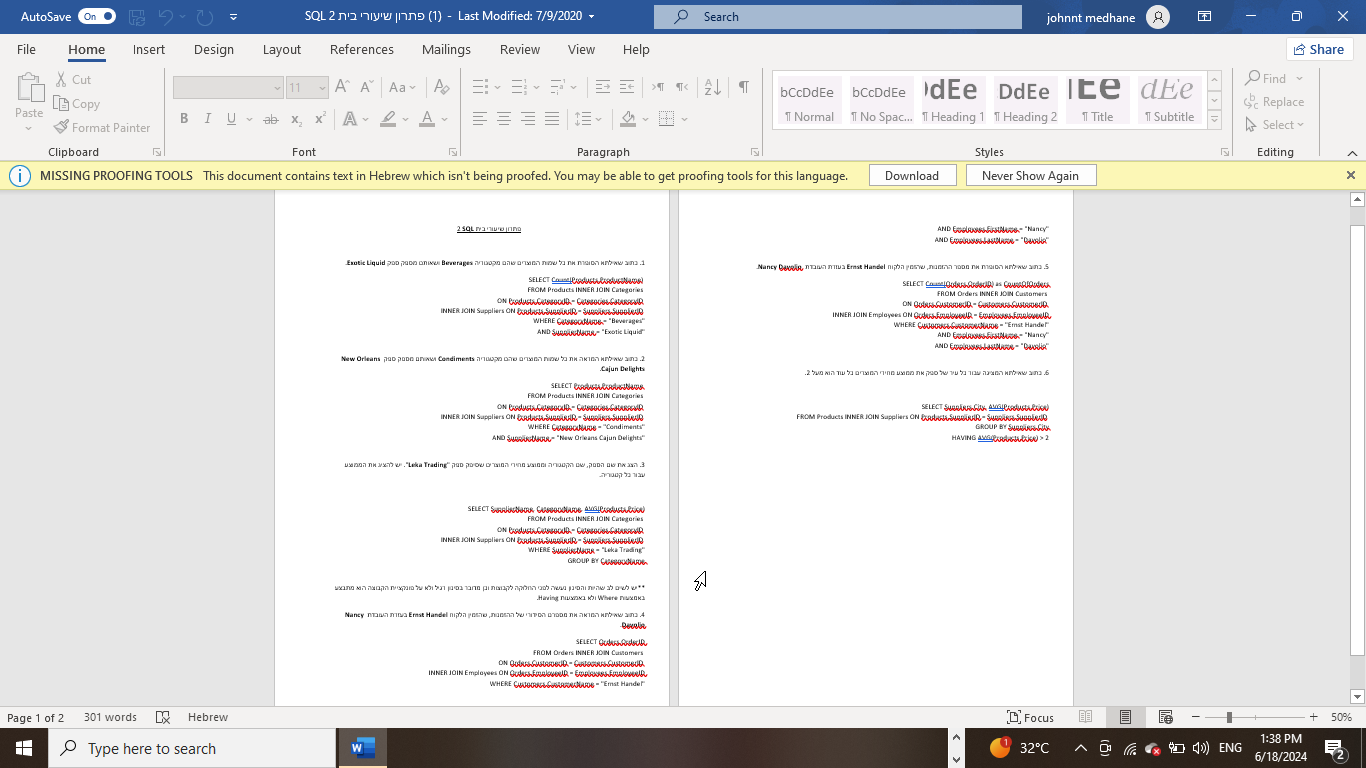 AutoSave On
SQL 2 פתרון שיעורי בית (1) - Last Modified: 7/9/2020
Search
johnnt medhane
File Home Insert Design Layout References Mailings Review View Help
Share
Paste
Cut
Copy
Format Painter
11
Aa
bCcDdEe bCcDdEe DdEe
¶ Normal ¶ No Spac... ¶ Heading 1 ¶ Heading 2 ¶ Title ¶ Subtitle
Find
Replace
Select
Clipboard Font Paragraph Styles Editing
MISSING PROOFING TOOLS This document contains text in Hebrew which isn't being proofed. You may be able to get proofing tools for this language.
Download
Never Show Again
פתרון שיעורי בית SQL 2
1. כתוב שאילתא הסופרת את כל שמות המוצרים שהם מקטגוריה Beverages ושאותם מספק ספק Exotic Liquid.
SELECT Count(Products.ProductName)
FROM Products INNER JOIN Categories
ON Products.CategoryID = Categories.CategoryID
INNER JOIN Suppliers ON Products.SupplierID = Suppliers.SupplierID
WHERE CategoryName = "Beverages"
AND SupplierName = "Exotic Liquid"
2. כתוב שאילתא המראה את כל שמות המוצרים שהם מקטגוריה Condiments ושאותם מספק ספק New Orleans
Cajun Delights.
SELECT Products.ProductName
FROM Products INNER JOIN Categories
ON Products.CategoryID = Categories.CategoryID
INNER JOIN Suppliers ON Products.SupplierID = Suppliers.SupplierID
WHERE CategoryName = "Condiments"
AND SupplierName = "New Orleans Cajun Delights"
3. הצג את שם הספק, שם הקטגוריה וממוצע מחירי המוצרים שסיפק ספק "Leka Trading". יש להציג את הממוצע
עבור כל קטגוריה.
SELECT SupplierName, CategoryName, AVG(Products.Price)
FROM Products INNER JOIN Categories
ON Products.CategoryID = Categories.CategoryID
INNER JOIN Suppliers ON Products.SupplierID = Suppliers.SupplierID
WHERE SupplierName = "Leka Trading"
GROUP BY CategoryName
**יש לשים לב שהיות והסינון נעשה לפני החלוקה לקבוצות וכן מדובר בסינון רגיל ולא על פונקציית הקבוצה הוא מתבצע
באמצעות Where ולא באמצעות Having.
4. כתוב שאילתא המראה את מספרם הסידורי של ההזמנות, שהזמין הלקוח Ernst Handel בעזרת העובדת Nancy
Davolio
SELECT Orders.OrderID
FROM Orders INNER JOIN Customers
ON Orders.CustomerID = Customers.CustomerID
INNER JOIN Employees ON Orders.EmployeeID = Employees.EmployeeID
WHERE Customers.CustomerName = "Ernst Handel"
AND Employees.FirstName = "Nancy"
AND Employees.LastName = "Davolio"
5. כתוב שאילתא הסופרת את מספר ההזמנות, שהזמין הלקוח Ernst Handel בעזרת העובדת Nancy Davolio.
SELECT Count(Orders.OrderID) as CountOfOrders
FROM Orders INNER JOIN Customers
ON Orders.CustomerID = Customers.CustomerID
INNER JOIN Employees ON Orders.EmployeeID = Employees.EmployeeID
WHERE Customers.CustomerName = "Ernst Handel"
AND Employees.FirstName = "Nancy"
AND Employees.LastName = "Davolio"
6. כתוב שאילתא המציגה עבור כל עיר של ספק את ממוצע מחירי המוצרים כל עוד הוא מעל 2.
SELECT Suppliers.City, AVG(Products.Price)
FROM Products INNER JOIN Suppliers ON Products.SupplierID = Suppliers.SupplierID
GROUP BY Suppliers.City
HAVING AVG(Products.Price) > 2
Page 1 of 2 301 words Hebrew
Focus
50%
Type here to search
32°C
ENG
1:38 PM
6/18/2024
2